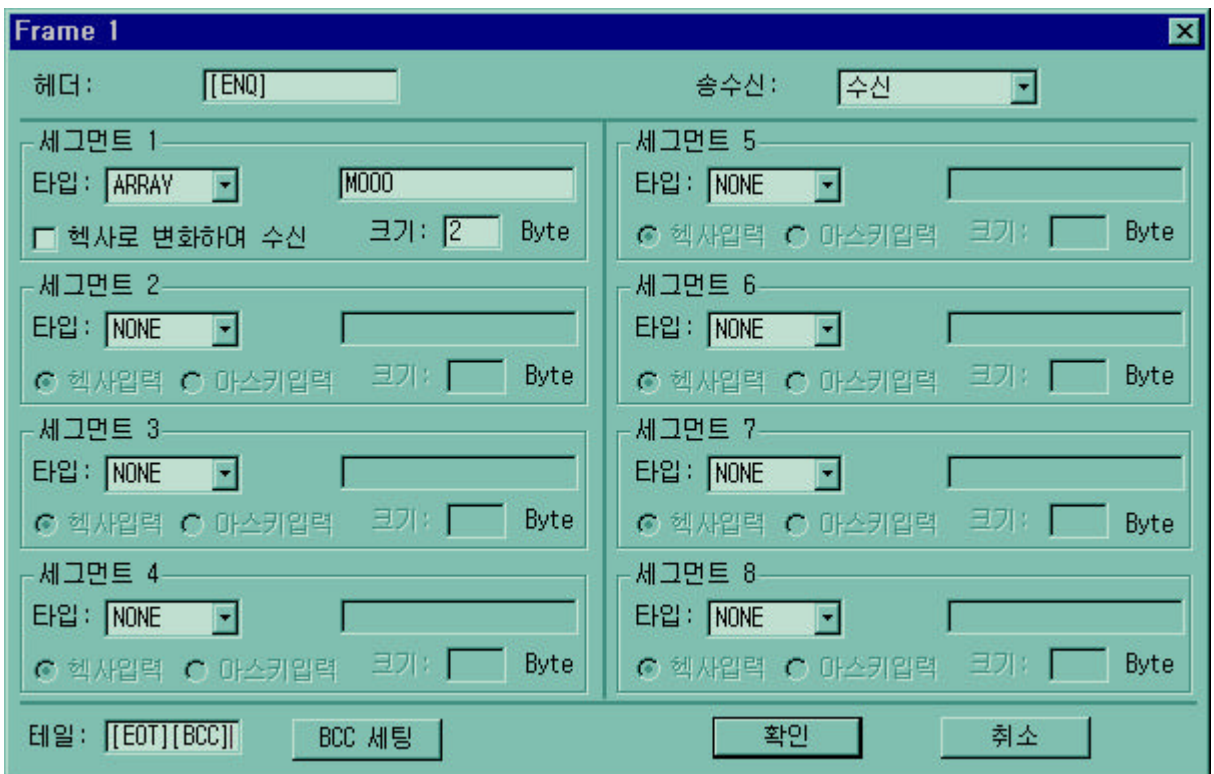 Frame 1
헤더: [ENQ] 송수신: 수신
세그먼트 1
타입: ARRAY M000
헥사로 변화하여 수신 크기: 2 Byte
세그먼트 2
타입: NONE
헥사입력 아스키입력 크기: Byte
세그먼트 3
타입: NONE
헥사입력 아스키입력 크기: Byte
세그먼트 4
타입: NONE
헥사입력 아스키입력 크기: Byte
세그먼트 5
타입: NONE
헥사입력 아스키입력 크기: Byte
세그먼트 6
타입: NONE
헥사입력 아스키입력 크기: Byte
세그먼트 7
타입: NONE
헥사입력 아스키입력 크기: Byte
세그먼트 8
타입: NONE
헥사입력 아스키입력 크기: Byte
테일: [EOT][BCC] BCC 세팅 확인 취소